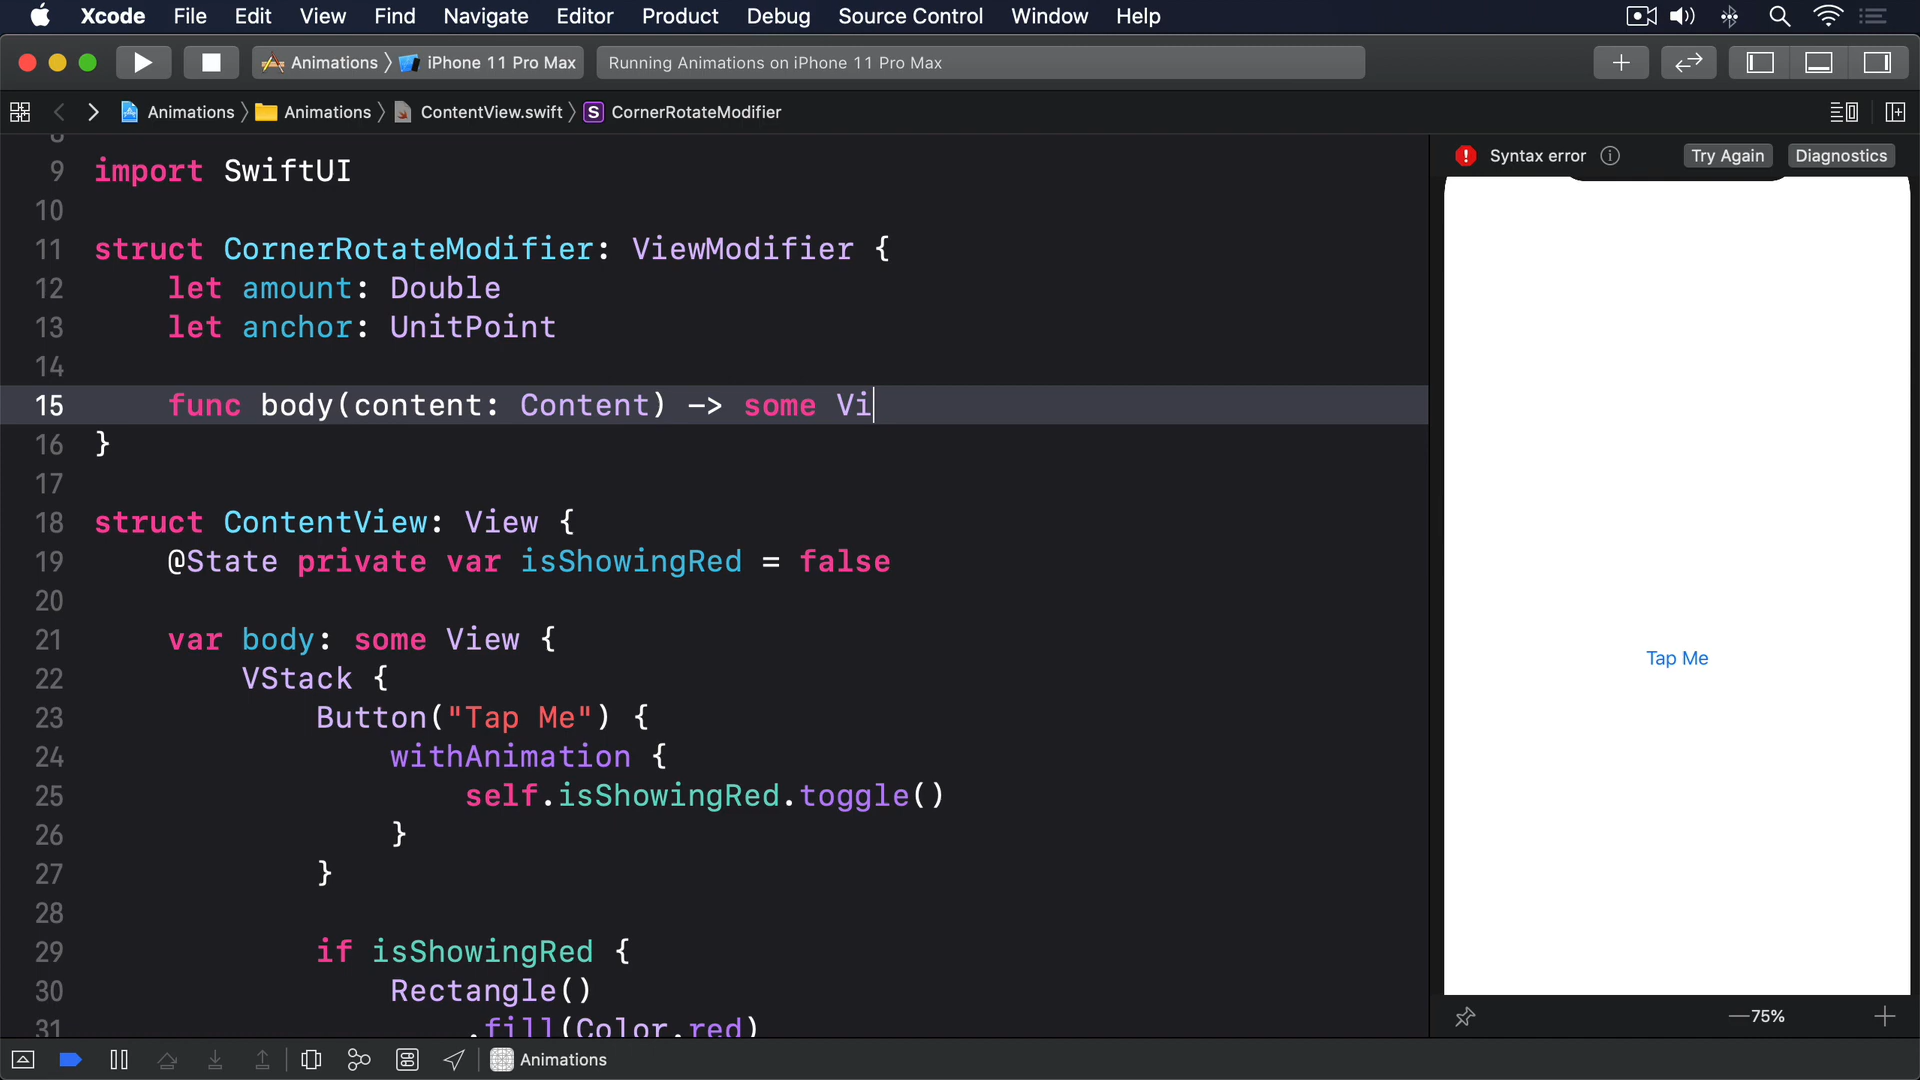 Xcode File Edit View Find Navigate Editor Product Debug Source Control Window Help
Animations 〉 iPhone 11 Pro Max
Running Animations on iPhone 11 Pro Max
Animations 〉 Animations 〉 ContentView.swift 〉 S CornerRotateModifier
Syntax error Try Again Diagnostics
8
9 import SwiftUI
10
11 struct CornerRotateModifier: ViewModifier {
12 let amount: Double
13 let anchor: UnitPoint
14
15 func body(content: Content) -> some Vi
16 }
17
18 struct ContentView: View {
19 @State private var isShowingRed = false
20
21 var body: some View {
22 VStack {
23 Button("Tap Me") {
24 withAnimation {
25 self.isShowingRed.toggle()
26 }
27 }
28
29 if isShowingRed {
30 Rectangle()
31 .fill(Color.red)
Tap Me
75%
Animations